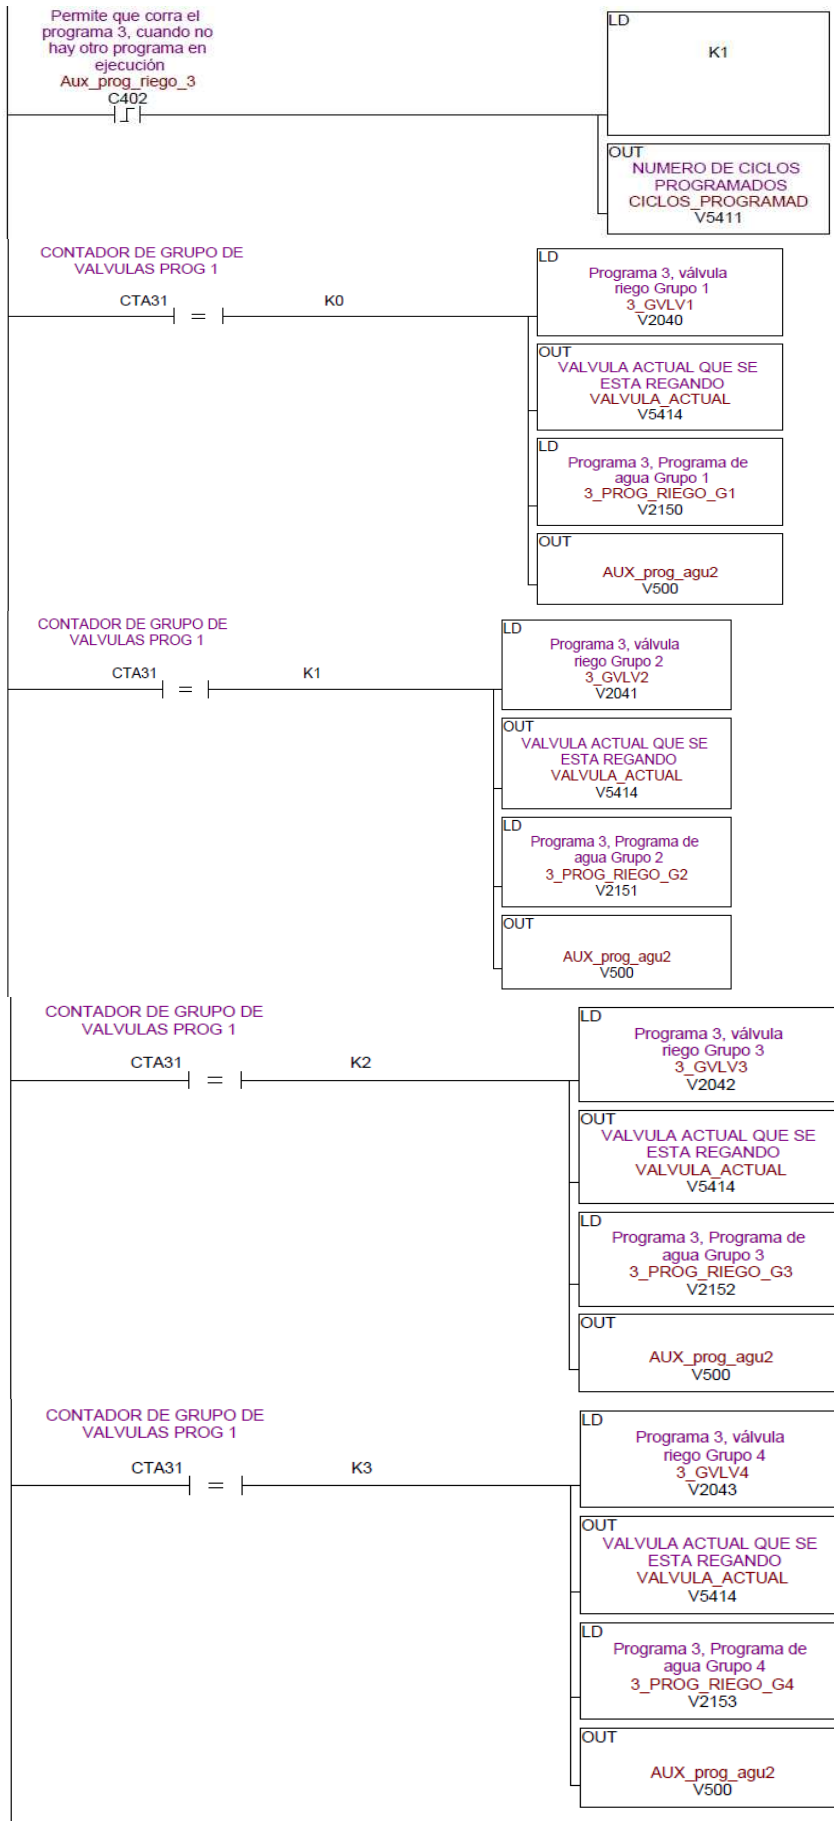 Permite que corra el
programa 3, cuando no
hay otro programa en
ejecución
Aux_prog_riego_3
C402
LD
K1
OUT
NUMERO DE CICLOS
PROGRAMADOS
CICLOS_PROGRAMAD
V5411
CONTADOR DE GRUPO DE
VALVULAS PROG 1
CTA31 = K0
LD
Programa 3, válvula
riego Grupo 1
3_GVLV1
V2040
OUT
VALVULA ACTUAL QUE SE
ESTA REGANDO
VALVULA_ACTUAL
V5414
LD
Programa 3, Programa de
agua Grupo 1
3_PROG_RIEGO_G1
V2150
OUT
AUX_prog_agu2
V500
CONTADOR DE GRUPO DE
VALVULAS PROG 1
CTA31 = K1
LD
Programa 3, válvula
riego Grupo 2
3_GVLV2
V2041
OUT
VALVULA ACTUAL QUE SE
ESTA REGANDO
VALVULA_ACTUAL
V5414
LD
Programa 3, Programa de
agua Grupo 2
3_PROG_RIEGO_G2
V2151
OUT
AUX_prog_agu2
V500
CONTADOR DE GRUPO DE
VALVULAS PROG 1
CTA31 = K2
LD
Programa 3, válvula
riego Grupo 3
3_GVLV3
V2042
OUT
VALVULA ACTUAL QUE SE
ESTA REGANDO
VALVULA_ACTUAL
V5414
LD
Programa 3, Programa de
agua Grupo 3
3_PROG_RIEGO_G3
V2152
OUT
AUX_prog_agu2
V500
CONTADOR DE GRUPO DE
VALVULAS PROG 1
CTA31 = K3
LD
Programa 3, válvula
riego Grupo 4
3_GVLV4
V2043
OUT
VALVULA ACTUAL QUE SE
ESTA REGANDO
VALVULA_ACTUAL
V5414
LD
Programa 3, Programa de
agua Grupo 4
3_PROG_RIEGO_G4
V2153
OUT
AUX_prog_agu2
V500